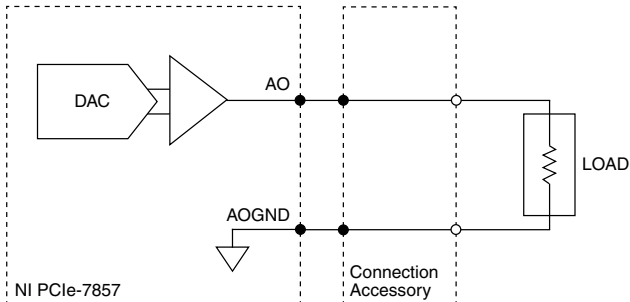 DAC
AO
LOAD
AOGND
NI PCIe-7857
Connection
Accessory